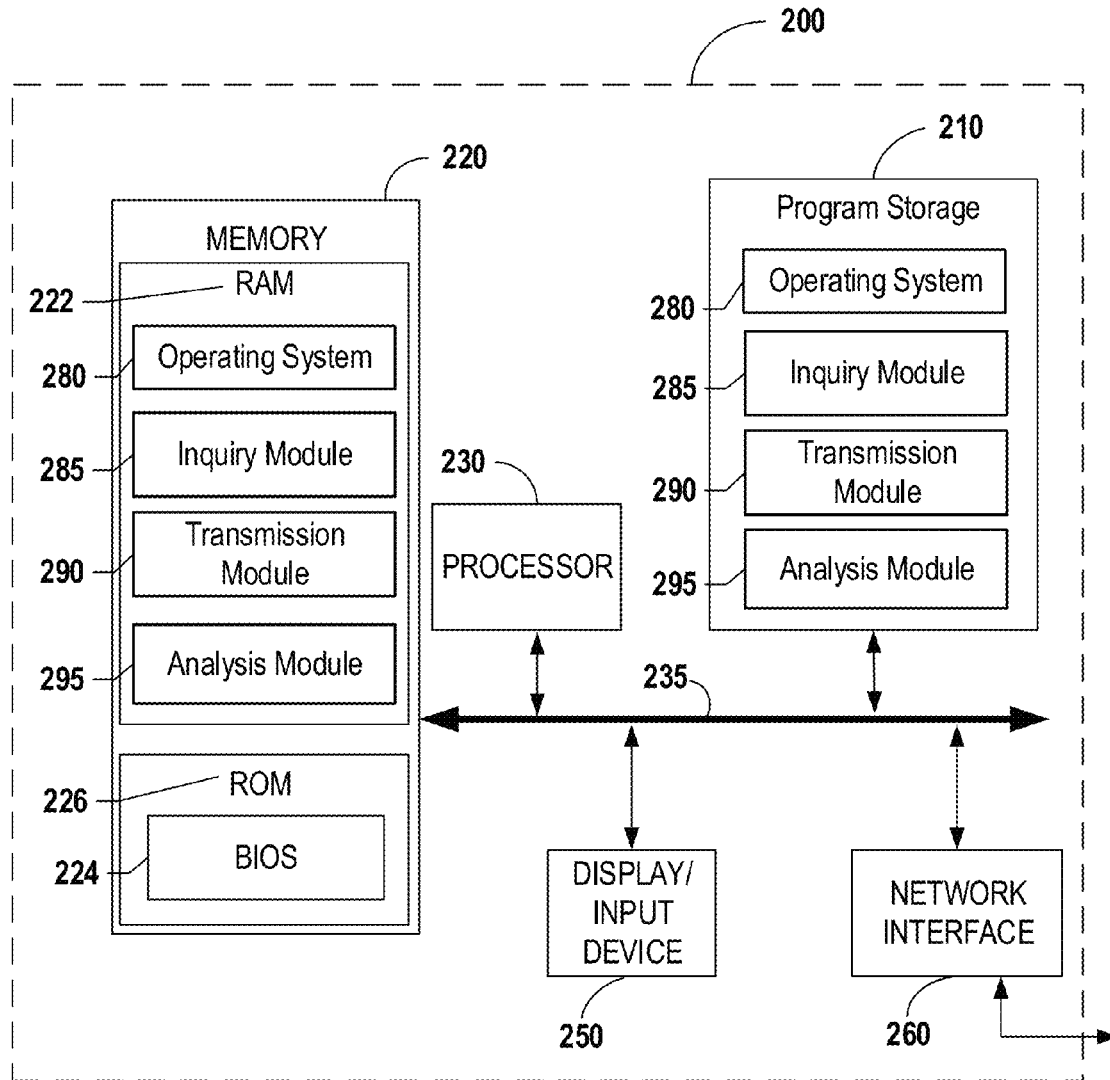 200
210
220
Program Storage
MEMORY
RAM
222
Operating System
280
Operating System
280
Inquiry Module
285
Inquiry Module
285
230
Transmission
Module
290
Transmission
Module
290
PROCESSOR
Analysis Module
295
Analysis Module
295
235
ROM
226
BIOS
224
DISPLAY/
INPUT
DEVICE
NETWORK
INTERFACE
250
260